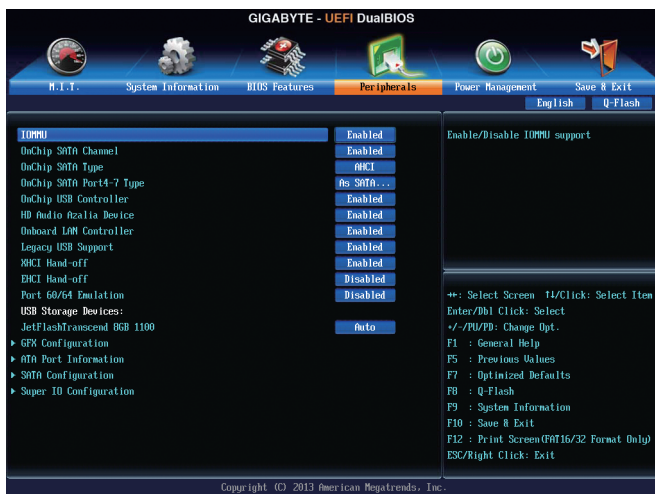 GIGABYTE - UEFI DualBIOS
M.I.T. System Information BIOS Features Peripherals Power Management Save & Exit
English Q-Flash
IOMMU Enabled
OnChip SATA Channel Enabled
OnChip SATA Type AHCI
OnChip SATA Port4-7 Type As SATA...
OnChip USB Controller Enabled
HD Audio Azalia Device Enabled
Onboard LAN Controller Enabled
Legacy USB Support Enabled
XHCI Hand-off Enabled
EHCI Hand-off Disabled
Port 60/64 Emulation Disabled
USB Storage Devices:
JetFlashTranscend 8GB 1100 Auto
GFX Configuration
ATA Port Information
SATA Configuration
Super IO Configuration
Enable/Disable IOMMU support
→←: Select Screen ↑↓/Click: Select Item
Enter/Dbl Click: Select
+/-/PU/PD: Change Opt.
F1 : General Help
F5 : Previous Values
F7 : Optimized Defaults
F8 : Q-Flash
F9 : System Information
F10 : Save & Exit
F12 : Print Screen(FAT16/32 Format Only)
ESC/Right Click: Exit
Copyright (C) 2013 American Megatrends, Inc.